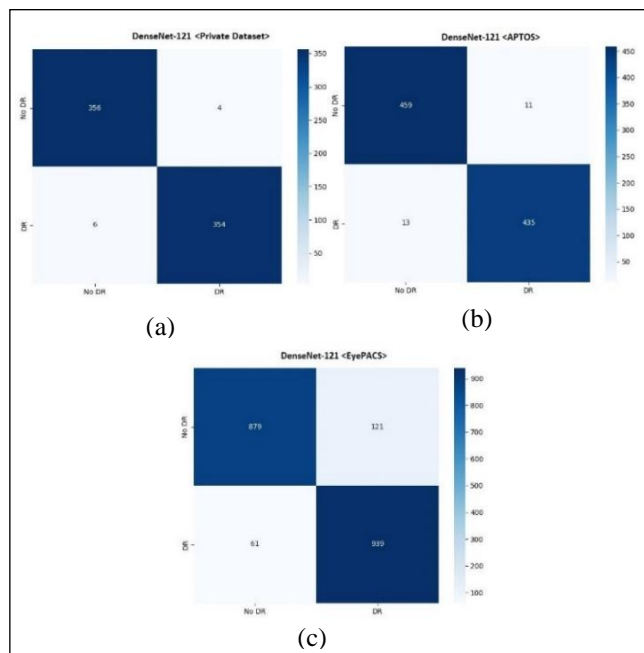 DenseNet-121 <Private Dataset>
No DR
356
4
DR
6
354
No DR
DR
350
300
250
200
150
100
50
(a)
DenseNet-121 <APTOS>
No DR
459
11
DR
13
435
No DR
DR
450
400
350
300
250
200
150
100
50
(b)
DenseNet-121 <EyePACS>
No DR
879
121
DR
61
939
No DR
DR
900
800
700
600
500
400
300
200
100
(c)